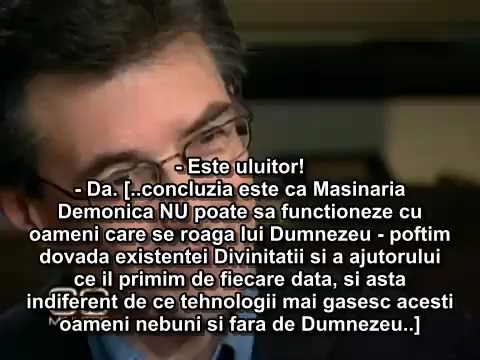 - Este uluitor!
- Da. [..concluzia este ca Masinaria
Demonica NU poate sa functioneze cu
oameni care se roaga lui Dumnezeu - poftim
dovada existentei Divinitatii si a ajutorului
ce il primim de fiecare data, si asta
indiferent de ce tehnologii mai gasesc acesti
oameni nebuni si fara de Dumnezeu..]